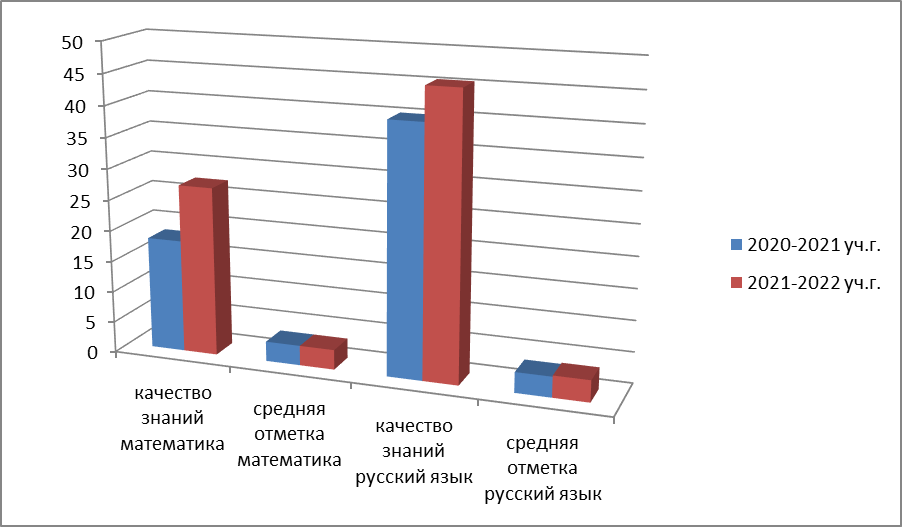 50
45
40
35
30
25
20
15
10
5
0
качество
знаний
математика
средняя
отметка
математика
качество
знаний
русский язык
средняя
отметка
русский язык
2020-2021 уч.г.
2021-2022 уч.г.